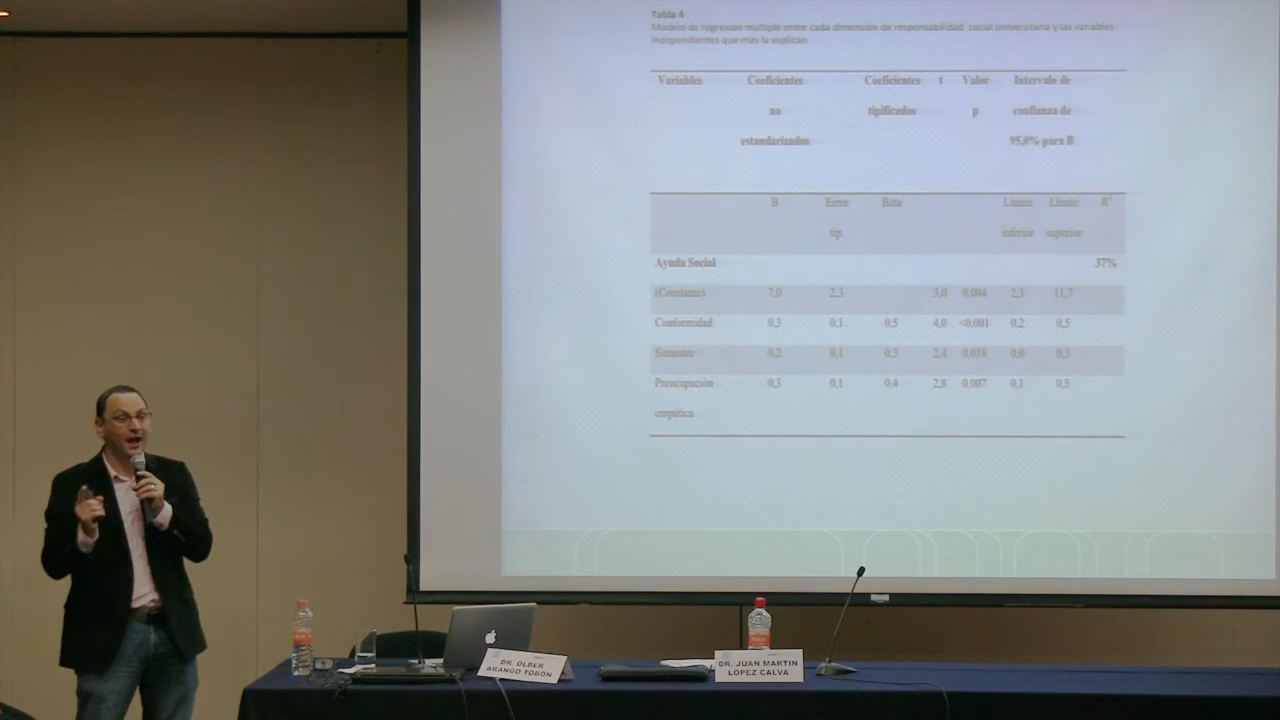 Tabla 4
Modelo de regresión múltiple entre cada dimensión de responsabilidad social universitaria y las variables
independientes que más la explican
Variables Coeficientes Coeficientes t Valor Intervalo de
no tipificados p confianza de
estandarizados 95,0% para B
B Error Beta Límite Límite R²
típ. inferior superior
Ayuda Social 37%
(Constante) 7,0 2,3 3,0 0,004 2,3 11,7
Conformidad 0,3 0,1 0,5 4,0 <0,001 0,2 0,5
Semestre 0,2 0,1 0,3 2,4 0,018 0,0 0,3
Preocupación 0,3 0,1 0,4 2,8 0,007 0,1 0,5
empática
DR. OLBER
ARANGO TOBÓN
DR. JUAN MARTIN
LOPEZ CALVA